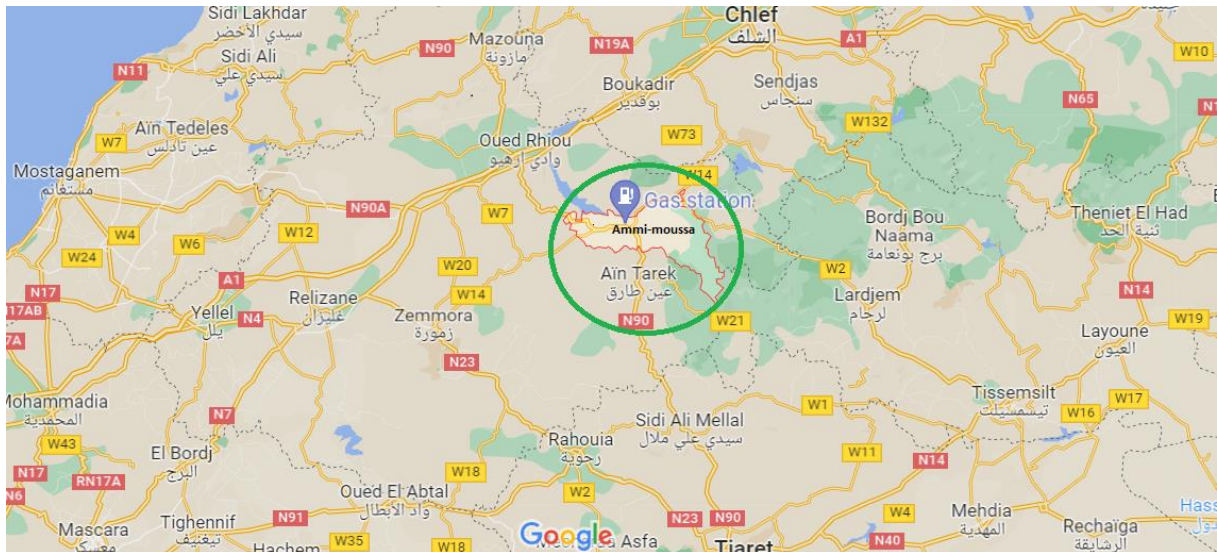 Sidi Lakhdar
سيدي الأخضر
Chlef
الشلف
N19A
A1
N90
Mazouna
مازونة
W10
Sidi Ali
سيدي علي
N11
Boukadir
بوقدير
Sendjas
سنجاس
N65
W132
Aïn Tedeles
عين تادلس
W7
Oued Rhiou
وادي ارهيو
W73
Mostaganem
مستغانم
W14
Gas station
N90A
W7
Ammi-moussa
Bordj Bou
Naama
برج بونعامة
Theniet El Had
ثنية الحد
W4
W6
W12
W24
W20
W2
A1
Aïn Tarek
عين طارق
N17
Relizane
غليزان
W14
Lardjem
لرجام
N14
17AB
Yellel
يلل
N4
Zemmora
زمورة
N90
W21
W19
7A
Layoune
العيون
N23
Mohammadia
المحمدية
N7
Tissemsilt
تيسمسيلت
W17
W1
W16
W43
Sidi Ali Mellal
سيدي علي ملال
Rahouia
رحوية
El Bordj
البرج
W11
N14
N17
RN17A
W18
N6
Oued El Abtal
واد الأبطال
W2
Mehdia
المهدية
Hass
Mascara
معسكر
Tighennif
تيغنيف
N91
N23
N90
W4
Rechaïga
الرشايقة
Google
W35
W18
Hachem
Asfa
Tiaret
N40